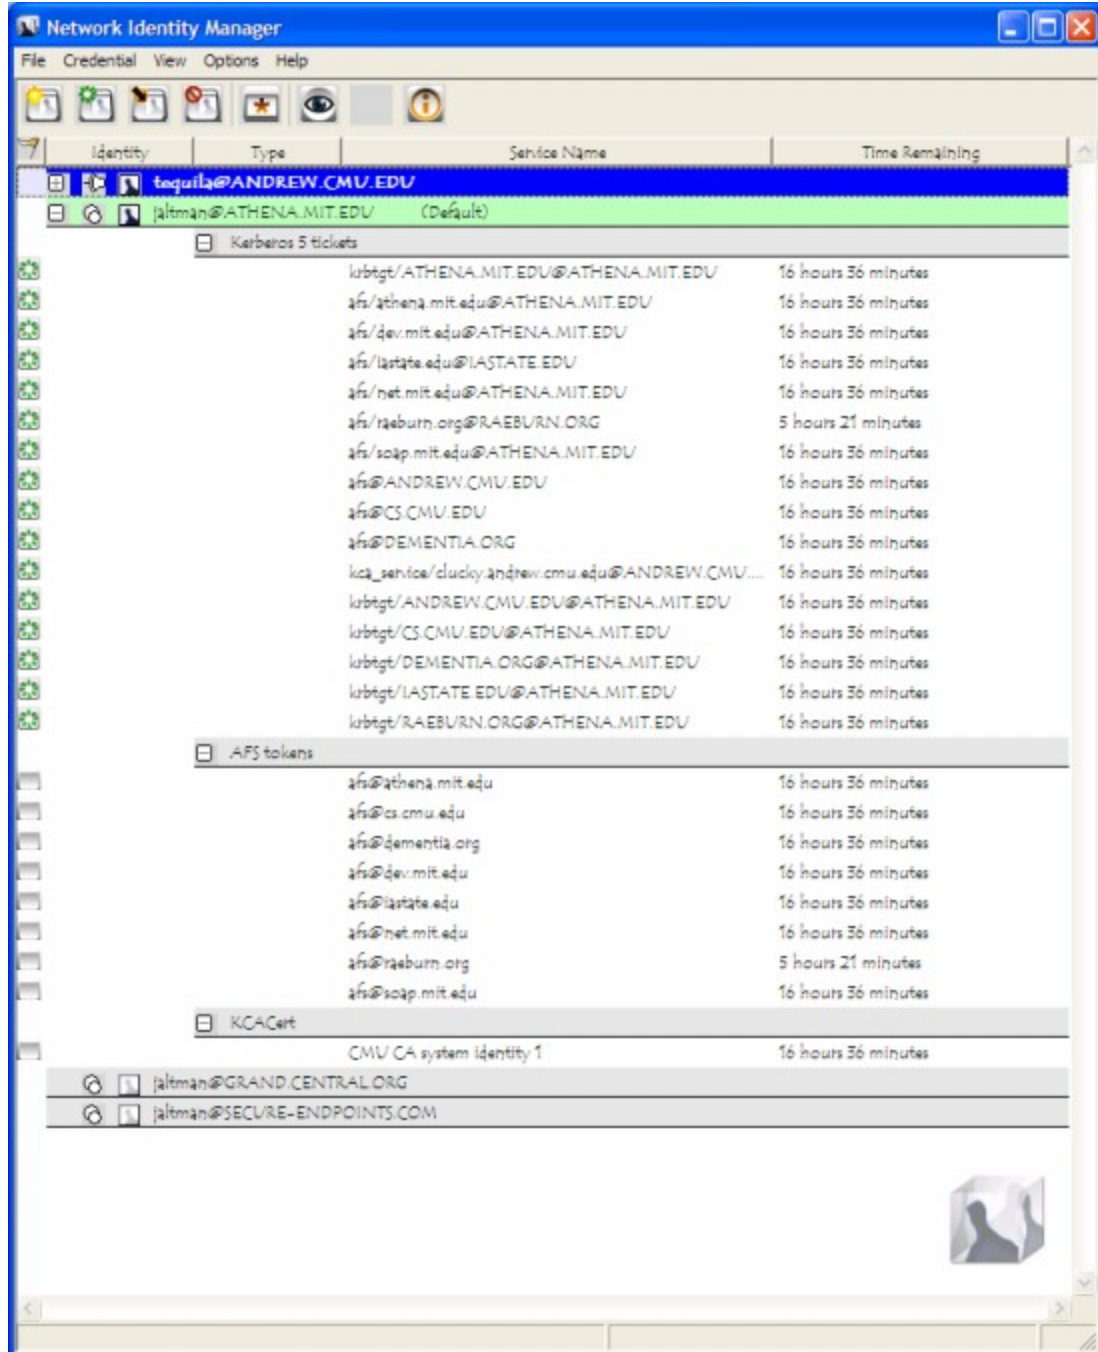 Network Identity Manager
File Credential View Options Help
Identity Type Service Name Time Remaining
tequila@ANDREW.CMU.EDU
jaltman@ATHENA.MIT.EDU (Default)
Kerberos 5 tickets
krbtgt/ATHENA.MIT.EDU@ATHENA.MIT.EDU 16 hours 36 minutes
afs/athena.mit.edu@ATHENA.MIT.EDU 16 hours 36 minutes
afs/dev.mit.edu@ATHENA.MIT.EDU 16 hours 36 minutes
afs/iastate.edu@IASTATE.EDU 16 hours 36 minutes
afs/net.mit.edu@ATHENA.MIT.EDU 16 hours 36 minutes
afs/raeburn.org@RAEBURN.ORG 5 hours 21 minutes
afs/soap.mit.edu@ATHENA.MIT.EDU 16 hours 36 minutes
afs@ANDREW.CMU.EDU 16 hours 36 minutes
afs@CS.CMU.EDU 16 hours 36 minutes
afs@DEMENTIA.ORG 16 hours 36 minutes
kca_service/clucky.andrew.cmu.edu@ANDREW.CMU.... 16 hours 36 minutes
krbtgt/ANDREW.CMU.EDU@ATHENA.MIT.EDU 16 hours 36 minutes
krbtgt/CS.CMU.EDU@ATHENA.MIT.EDU 16 hours 36 minutes
krbtgt/DEMENTIA.ORG@ATHENA.MIT.EDU 16 hours 36 minutes
krbtgt/IASTATE.EDU@ATHENA.MIT.EDU 16 hours 36 minutes
krbtgt/RAEBURN.ORG@ATHENA.MIT.EDU 16 hours 36 minutes
AFS tokens
afs@athena.mit.edu 16 hours 36 minutes
afs@cs.cmu.edu 16 hours 36 minutes
afs@dementia.org 16 hours 36 minutes
afs@dev.mit.edu 16 hours 36 minutes
afs@iastate.edu 16 hours 36 minutes
afs@net.mit.edu 16 hours 36 minutes
afs@raeburn.org 5 hours 21 minutes
afs@soap.mit.edu 16 hours 36 minutes
KCACert
CMU CA system identity 1 16 hours 36 minutes
jaltman@GRAND.CENTRAL.ORG
jaltman@SECURE-ENDPOINTS.COM